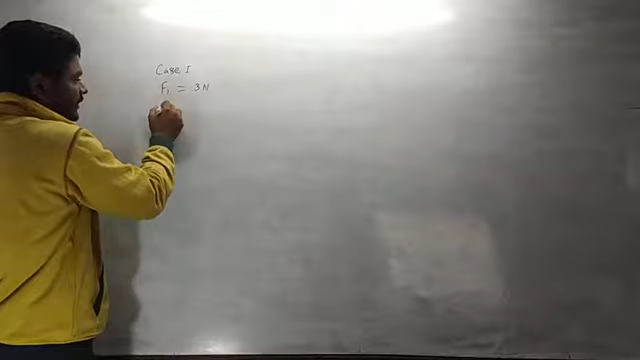 Case I
F₁ = 3N